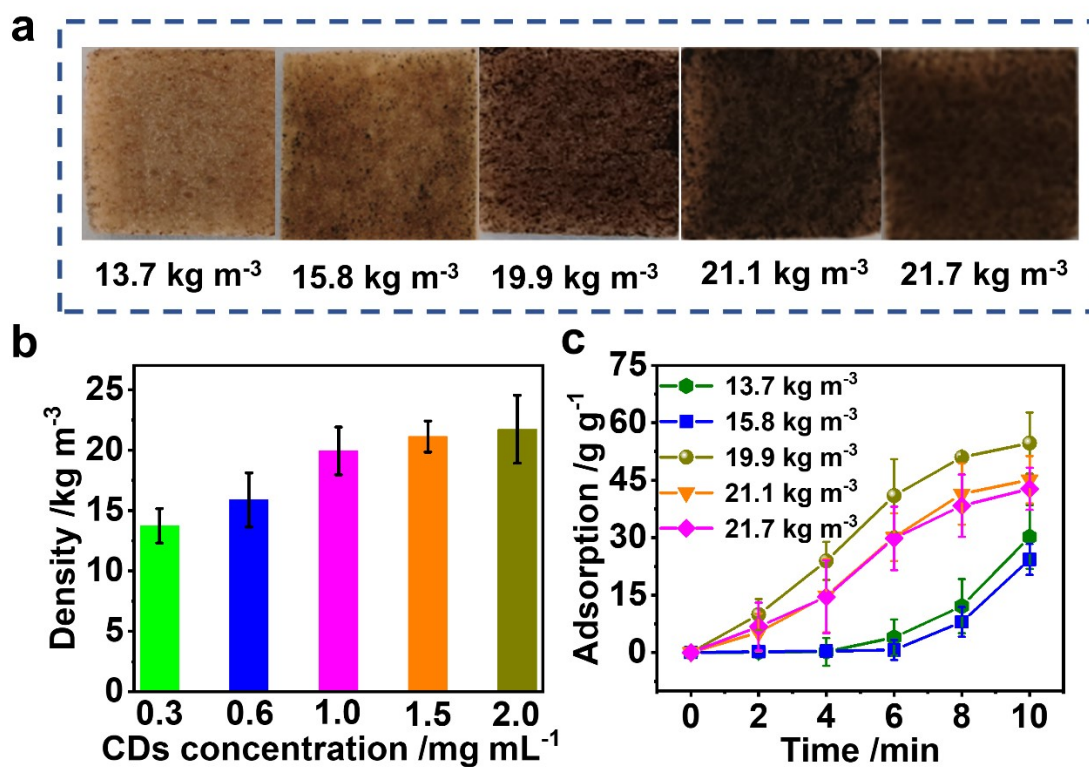 a
13.7 kg m⁻³ 15.8 kg m⁻³ 19.9 kg m⁻³ 21.1 kg m⁻³ 21.7 kg m⁻³
b
Density /kg m⁻³
25
20
15
10
5
0
0.3 0.6 1.0 1.5 2.0
CDs concentration /mg mL⁻¹
c
Adsorption /g g⁻¹
75
60
45
30
15
0
13.7 kg m⁻³
15.8 kg m⁻³
19.9 kg m⁻³
21.1 kg m⁻³
21.7 kg m⁻³
0 2 4 6 8 10
Time /min